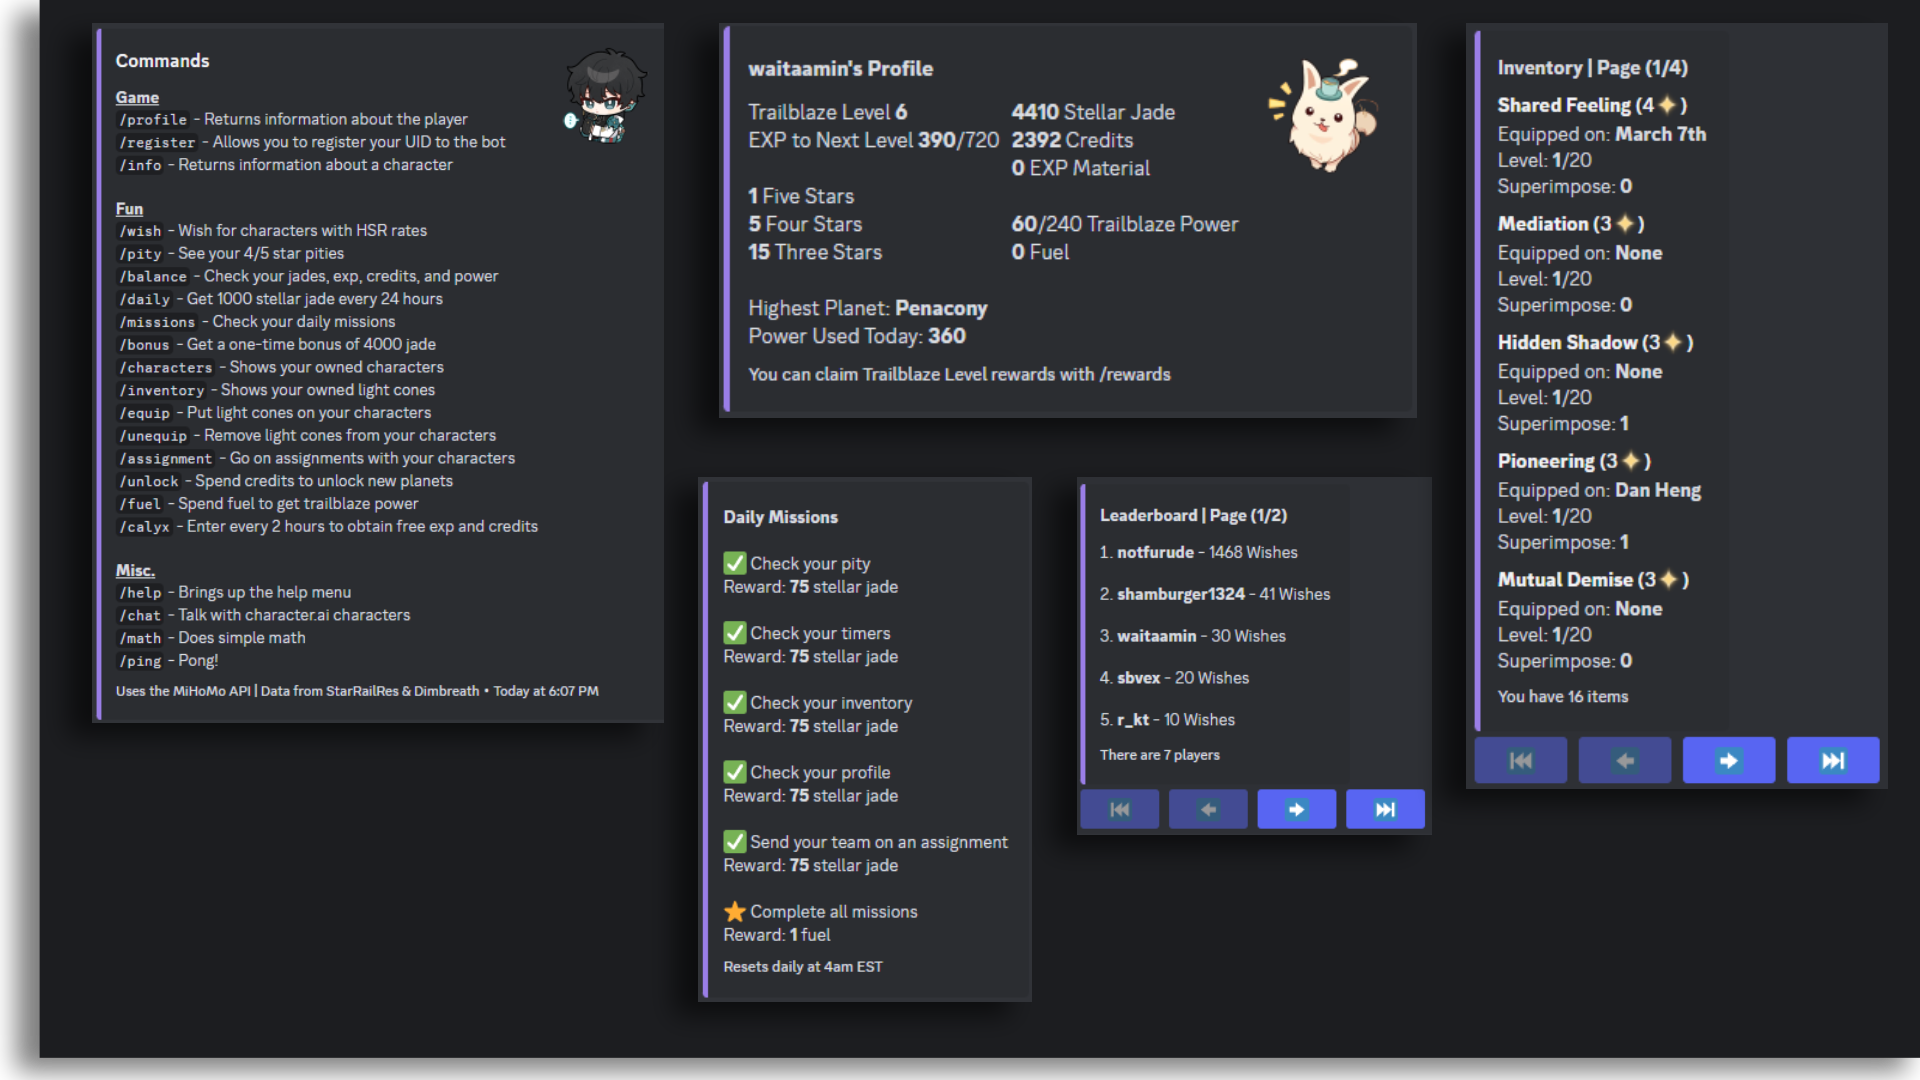 Commands
Game
/profile - Returns information about the player
/register - Allows you to register your UID to the bot
/info - Returns information about a character
Fun
/wish - Wish for characters with HSR rates
/pity - See your 4/5 star pities
/balance - Check your jades, exp, credits, and power
/daily - Get 1000 stellar jade every 24 hours
/missions - Check your daily missions
/bonus - Get a one-time bonus of 4000 jade
/characters - Shows your owned characters
/inventory - Shows your owned light cones
/equip - Put light cones on your characters
/unequip - Remove light cones from your characters
/assignment - Go on assignments with your characters
/unlock - Spend credits to unlock new planets
/fuel - Spend fuel to get trailblaze power
/calyx - Enter every 2 hours to obtain free exp and credits
Misc.
/help - Brings up the help menu
/chat - Talk with character.ai characters
/math - Does simple math
/ping - Pong!
Uses the MiHoMo API | Data from StarRailRes & Dimbreath • Today at 6:07 PM
waitaamin's Profile
Trailblaze Level 6
EXP to Next Level 390/720
1 Five Stars
5 Four Stars
15 Three Stars
4410 Stellar Jade
2392 Credits
0 EXP Material
60/240 Trailblaze Power
0 Fuel
Highest Planet: Penacony
Power Used Today: 360
You can claim Trailblaze Level rewards with /rewards
Daily Missions
Check your pity
Reward: 75 stellar jade
Check your timers
Reward: 75 stellar jade
Check your inventory
Reward: 75 stellar jade
Check your profile
Reward: 75 stellar jade
Send your team on an assignment
Reward: 75 stellar jade
Complete all missions
Reward: 1 fuel
Resets daily at 4am EST
Leaderboard | Page (1/2)
1. notfurude - 1468 Wishes
2. shamburger1324 - 41 Wishes
3. waitaamin - 30 Wishes
4. sbvex - 20 Wishes
5. r_kt - 10 Wishes
There are 7 players
Inventory | Page (1/4)
Shared Feeling (4✦)
Equipped on: March 7th
Level: 1/20
Superimpose: 0
Mediation (3✦)
Equipped on: None
Level: 1/20
Superimpose: 0
Hidden Shadow (3✦)
Equipped on: None
Level: 1/20
Superimpose: 1
Pioneering (3✦)
Equipped on: Dan Heng
Level: 1/20
Superimpose: 1
Mutual Demise (3✦)
Equipped on: None
Level: 1/20
Superimpose: 0
You have 16 items